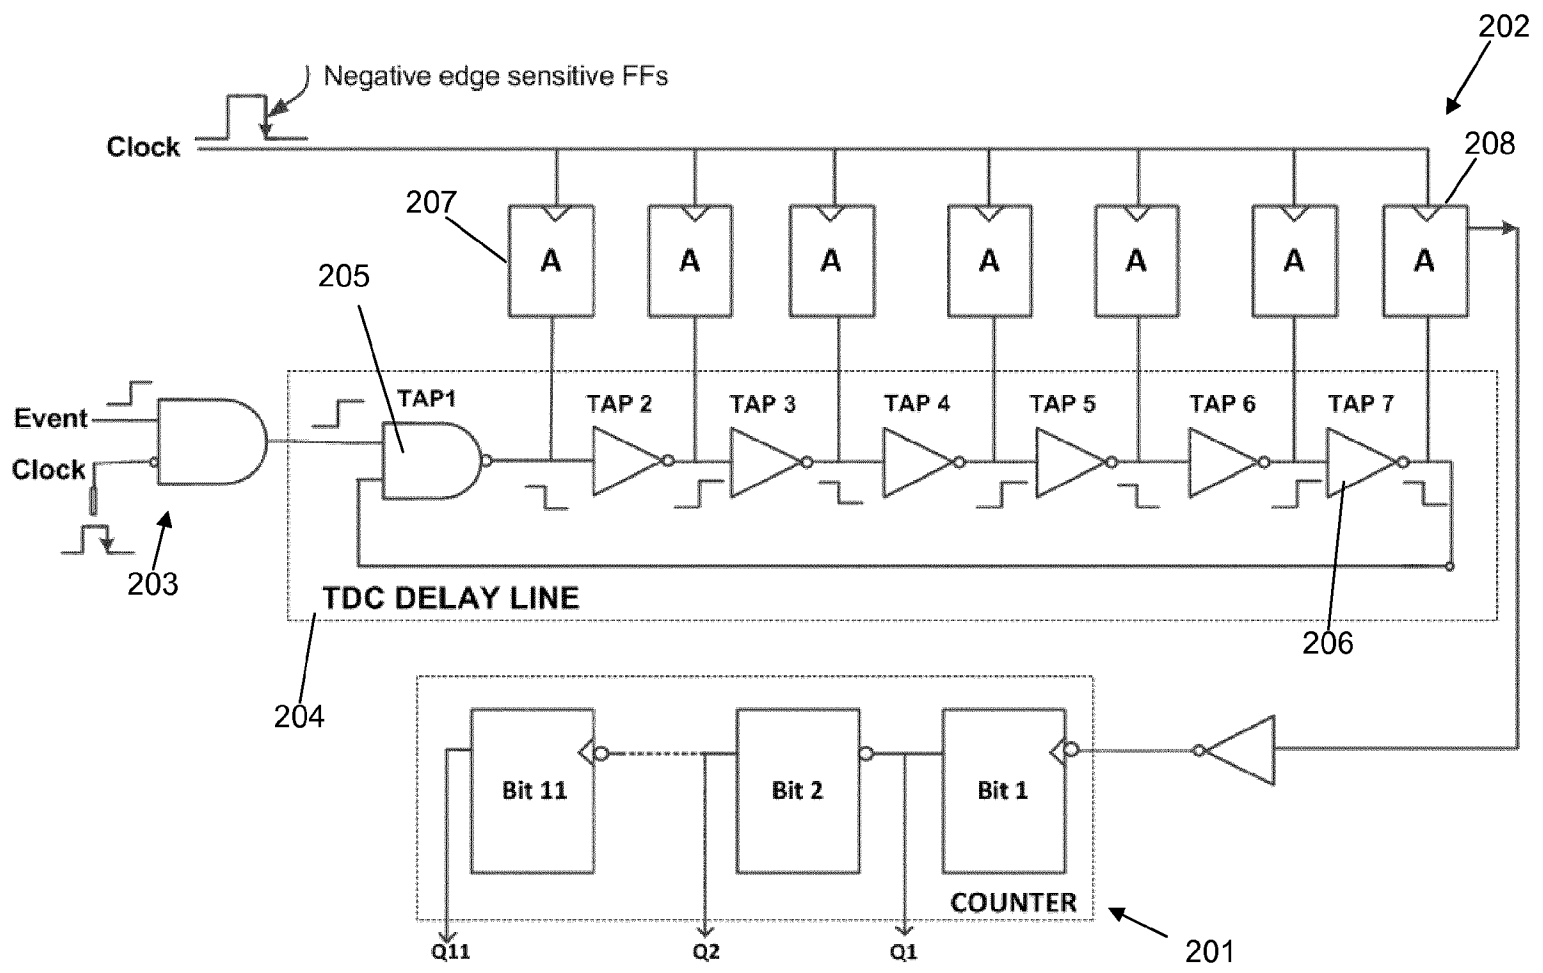 202
Negative edge sensitive FFs
Clock
208
207
A A A A A A A
205
TAP1 TAP 2 TAP 3 TAP 4 TAP 5 TAP 6 TAP 7
Event
Clock
203
TDC DELAY LINE
206
204
Bit 11 Bit 2 Bit 1
COUNTER
Q11 Q2 Q1
201